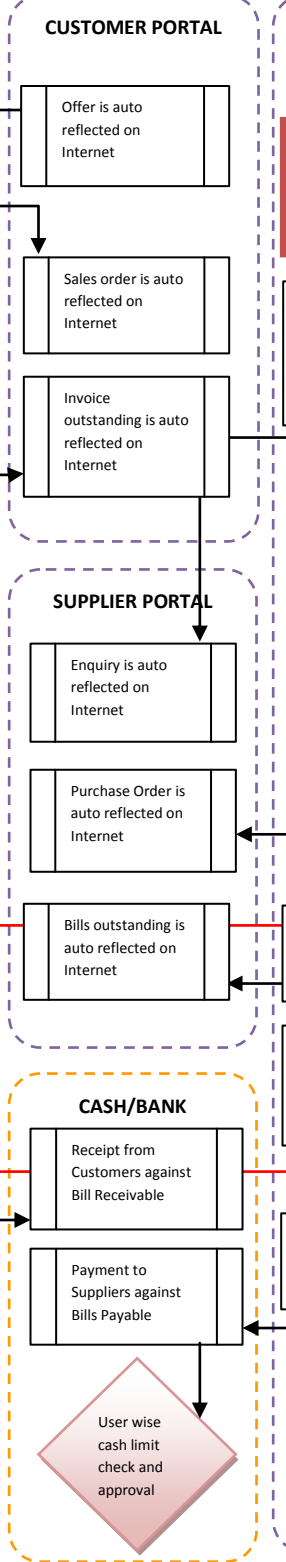 CUSTOMER PORTAL
Offer is auto
reflected on
Internet
Sales order is auto
reflected on
Internet
Invoice
outstanding is auto
reflected on
Internet
SUPPLIER PORTAL
Enquiry is auto
reflected on
Internet
Purchase Order is
auto reflected on
Internet
Bills outstanding is
auto reflected on
Internet
CASH/BANK
Receipt from
Customers against
Bill Receivable
Payment to
Suppliers against
Bills Payable
User wise
cash limit
check and
approval